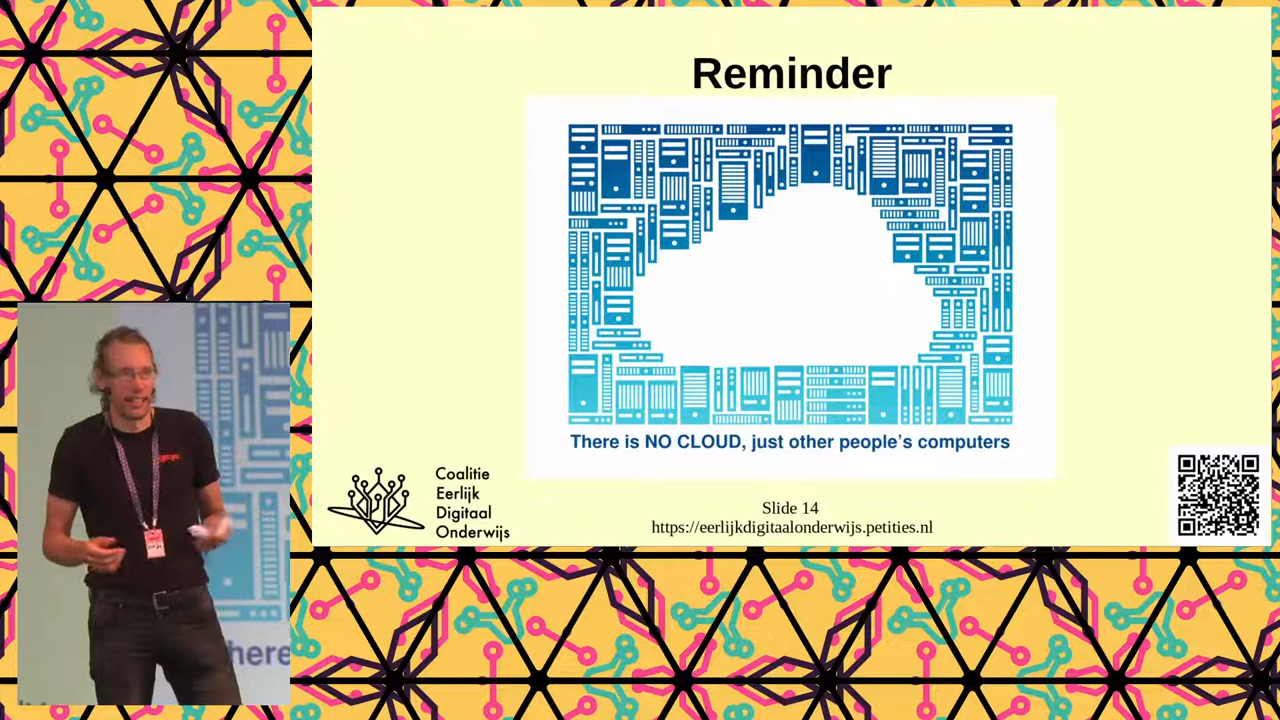 Reminder
There is NO CLOUD, just other people's computers
Coalitie
Eerlijk
Digitaal
Onderwijs
Slide 14
https://eerlijkdigitaalonderwijs.petities.nl
here